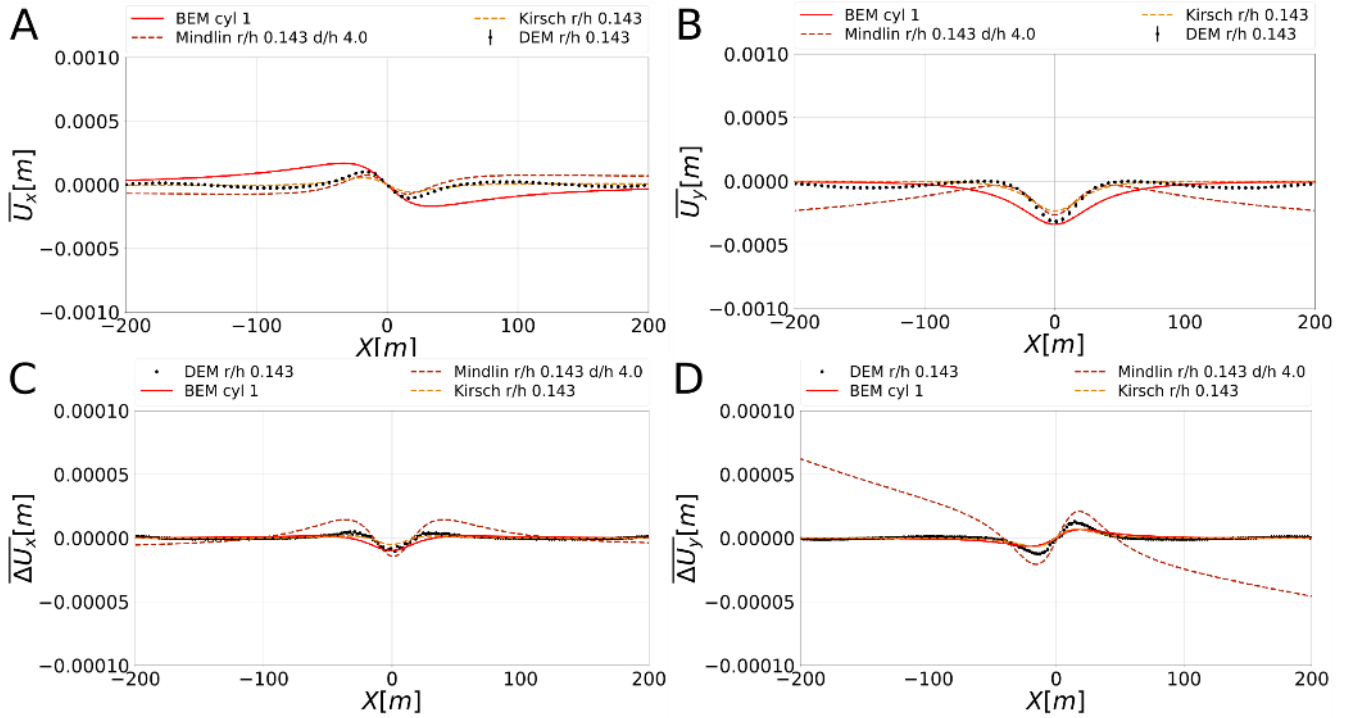 A
BEM cyl 1
Mindlin r/h 0.143 d/h 4.0
Kirsch r/h 0.143
DEM r/h 0.143
0.0010
0.0005
0.0000
−0.0005
−0.0010
Ux[m]
−200 −100 0 100 200
X[m]
B
BEM cyl 1
Mindlin r/h 0.143 d/h 4.0
Kirsch r/h 0.143
DEM r/h 0.143
0.0010
0.0005
0.0000
−0.0005
−0.0010
Uy[m]
−200 −100 0 100 200
X[m]
C
DEM r/h 0.143
BEM cyl 1
Mindlin r/h 0.143 d/h 4.0
Kirsch r/h 0.143
0.00010
0.00005
0.00000
−0.00005
−0.00010
ΔUx[m]
−200 −100 0 100 200
X[m]
D
DEM r/h 0.143
BEM cyl 1
Mindlin r/h 0.143 d/h 4.0
Kirsch r/h 0.143
0.00010
0.00005
0.00000
−0.00005
−0.00010
ΔUy[m]
−200 −100 0 100 200
X[m]